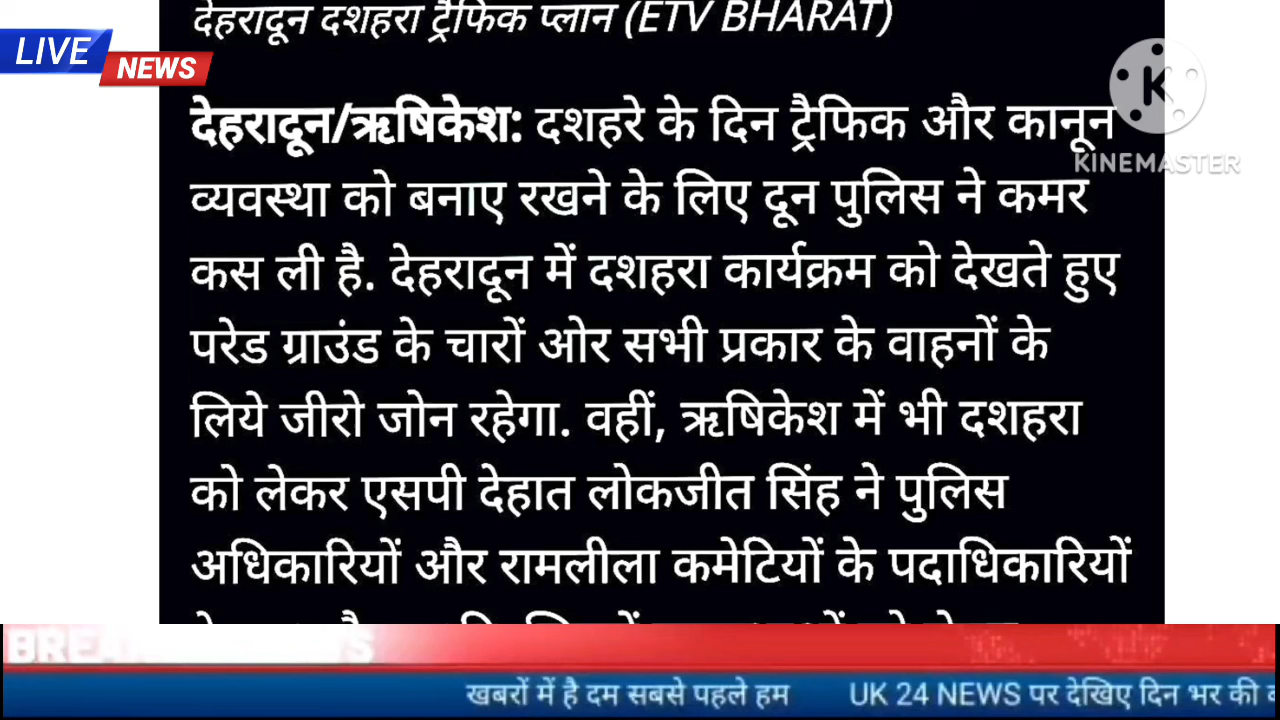 देहरादून दशहरा ट्रैफिक प्लान (ETV BHARAT)
LIVE
NEWS
KINEMASTER
देहरादून/ऋषिकेश: दशहरे के दिन ट्रैफिक और कानून
व्यवस्था को बनाए रखने के लिए दून पुलिस ने कमर
कस ली है. देहरादून में दशहरा कार्यक्रम को देखते हुए
परेड ग्राउंड के चारों ओर सभी प्रकार के वाहनों के
लिये जीरो जोन रहेगा. वहीं, ऋषिकेश में भी दशहरा
को लेकर एसपी देहात लोकजीत सिंह ने पुलिस
अधिकारियों और रामलीला कमेटियों के पदाधिकारियों
खबरों में है दम सबसे पहले हम UK 24 NEWS पर देखिए दिन भर की